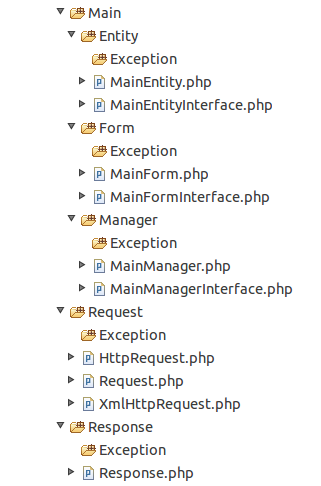 Main
Entity
Exception
MainEntity.php
MainEntityInterface.php
Form
Exception
MainForm.php
MainFormInterface.php
Manager
Exception
MainManager.php
MainManagerInterface.php
Request
Exception
HttpRequest.php
Request.php
XmlHttpRequest.php
Response
Exception
Response.php